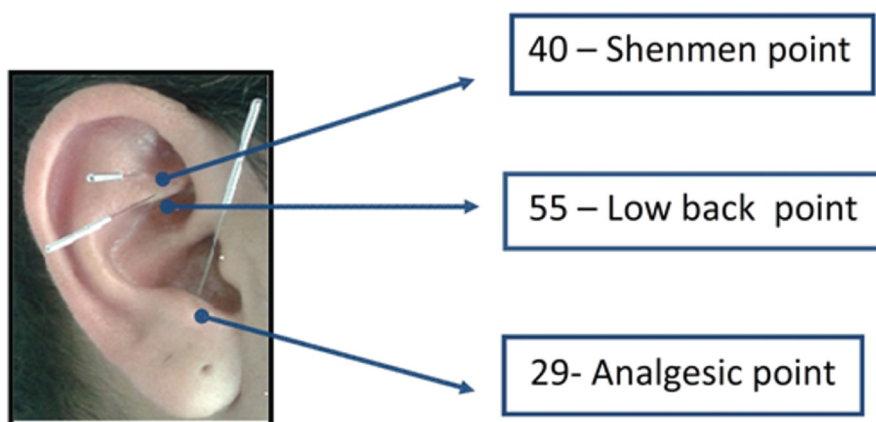 40 – Shenmen point
55 – Low back  point
29- Analgesic point